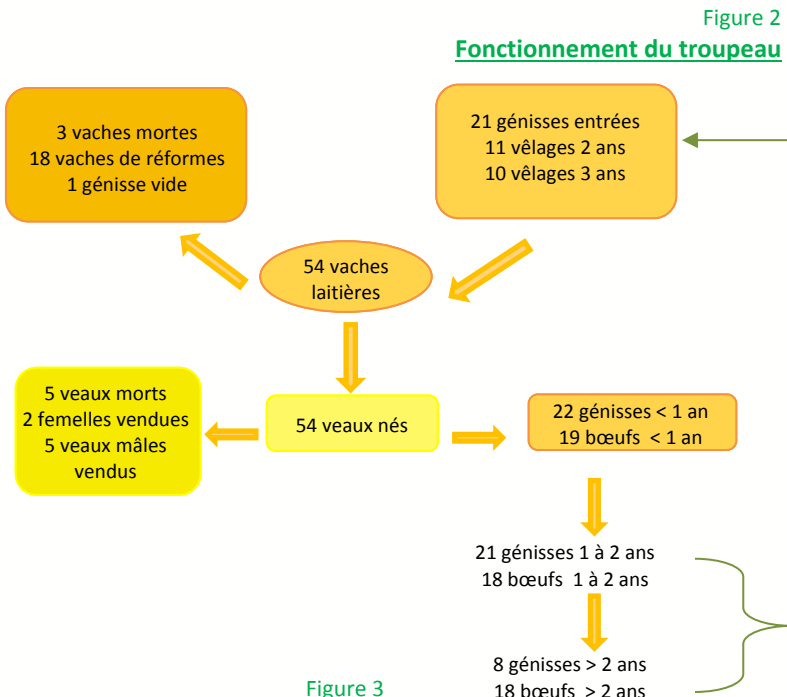 Figure 2
Fonctionnement du troupeau
3 vaches mortes
18 vaches de réformes
1 génisse vide
21 génisses entrées
11 vêlages 2 ans
10 vêlages 3 ans
54 vaches
laitières
5 veaux morts
2 femelles vendues
5 veaux mâles
vendus
54 veaux nés
22 génisses < 1 an
19 bœufs < 1 an
21 génisses 1 à 2 ans
18 bœufs 1 à 2 ans
8 génisses > 2 ans
18 bœufs > 2 ans
Figure 3